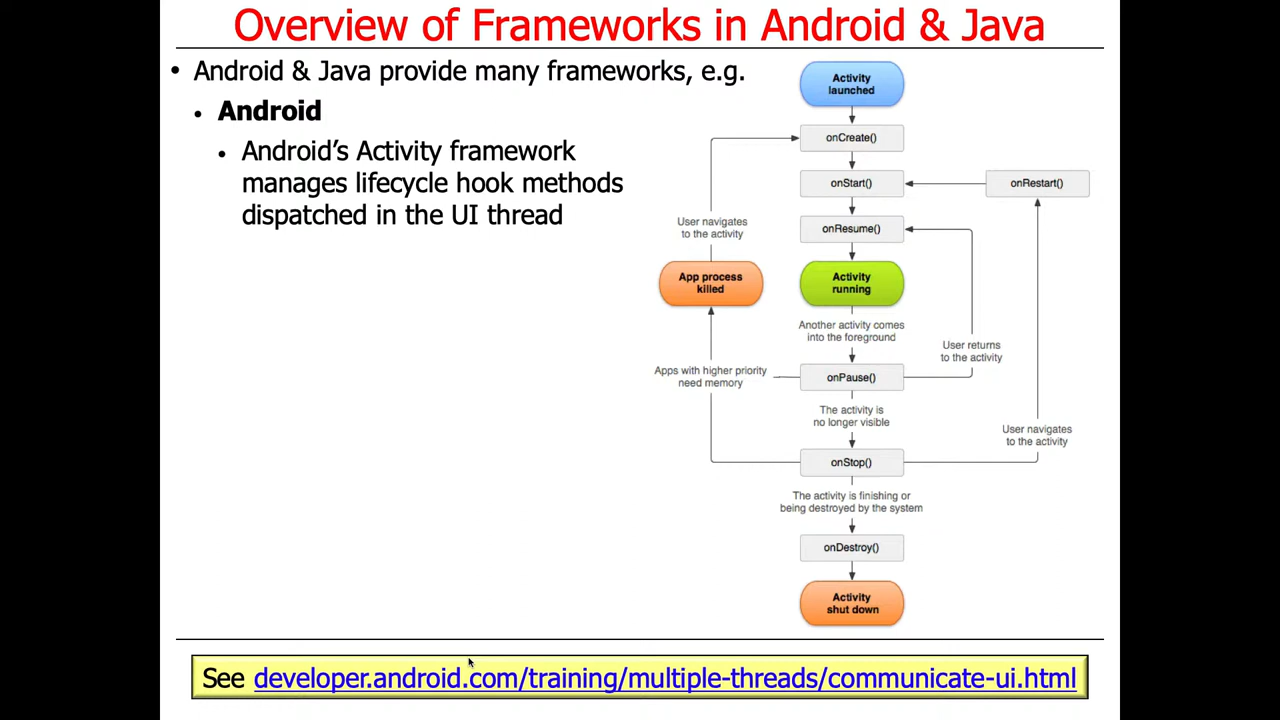 Overview of Frameworks in Android & Java
• Android & Java provide many frameworks, e.g.
• Android
• Android’s Activity framework
manages lifecycle hook methods
dispatched in the UI thread
Activity
launched
onCreate()
onStart()
onRestart()
onResume()
User navigates
to the activity
App process
killed
Activity
running
Another activity comes
into the foreground
User returns
to the activity
Apps with higher priority
need memory
onPause()
The activity is
no longer visible
User navigates
to the activity
onStop()
The activity is finishing or
being destroyed by the system
onDestroy()
Activity
shut down
See developer.android.com/training/multiple-threads/communicate-ui.html